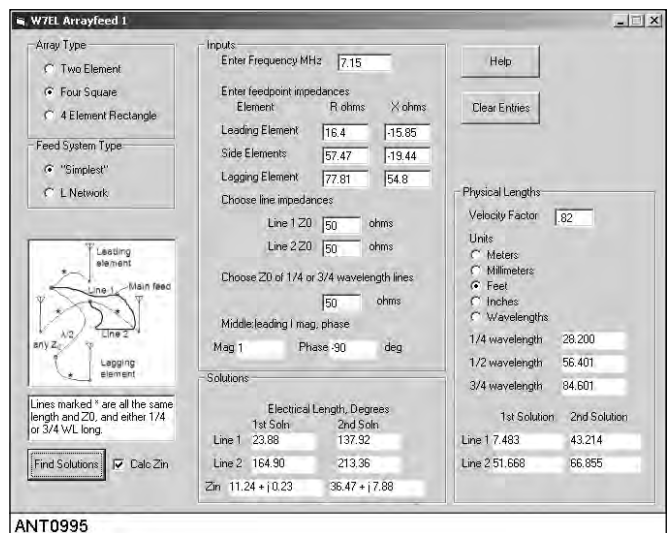 W7EL Arrayfeed 1
Array Type
Two Element
Four Square
4 Element Rectangle
Feed System Type
"Simplest"
L Network
Leading
element
Line 1
Main feed
Line 2
any Z0
λ/2
Lagging
element
Lines marked * are all the same
length and Z0, and either 1/4
or 3/4 WL long.
Find Solutions
Calc Zin
Inputs
Enter Frequency MHz 7.15
Enter feedpoint impedances
Element R ohms X ohms
Leading Element 16.4 -15.85
Side Elements 57.47 -19.44
Lagging Element 77.81 54.8
Choose line impedances
Line 1 Z0 50 ohms
Line 2 Z0 50 ohms
Choose Z0 of 1/4 or 3/4 wavelength lines
50 ohms
Middle:leading I mag, phase
Mag 1 Phase -90 deg
Solutions
Electrical Length, Degrees
1st Soln 2nd Soln
Line 1 23.88 137.92
Line 2 164.90 213.36
Zin 11.24 + j 0.23 36.47 + j 7.88
Help
Clear Entries
Physical Lengths
Velocity Factor .82
Units
Meters
Millimeters
Feet
Inches
Wavelengths
1/4 wavelength 28.200
1/2 wavelength 56.401
3/4 wavelength 84.601
1st Solution 2nd Solution
Line 1 7.483 43.214
Line 2 51.668 66.855
ANT0995